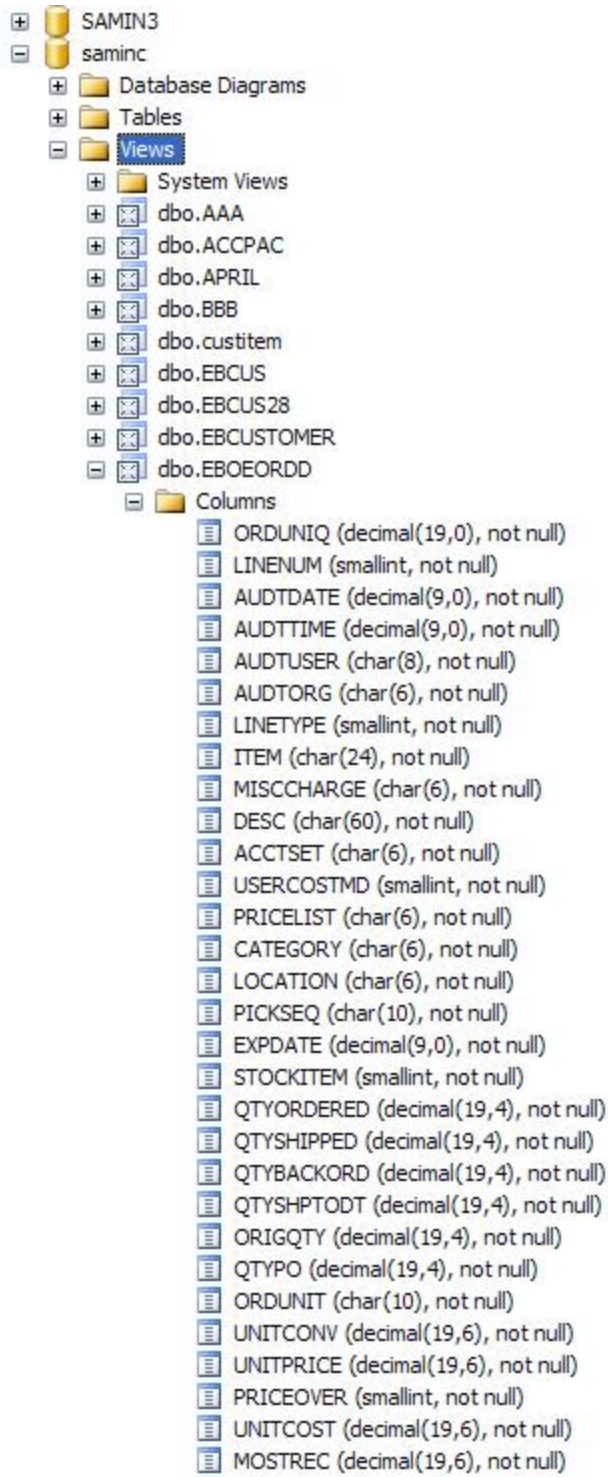 SAMIN3
saminc
Database Diagrams
Tables
Views
System Views
dbo.AAA
dbo.ACCPAC
dbo.APRIL
dbo.BBB
dbo.custitem
dbo.EBCUS
dbo.EBCUS28
dbo.EBCUSTOMER
dbo.EBOEORDD
Columns
ORDUNIQ (decimal(19,0), not null)
LINENUM (smallint, not null)
AUDTDATE (decimal(9,0), not null)
AUDTTIME (decimal(9,0), not null)
AUDTUSER (char(8), not null)
AUDTORG (char(6), not null)
LINETYPE (smallint, not null)
ITEM (char(24), not null)
MISCCHARGE (char(6), not null)
DESC (char(60), not null)
ACCTSET (char(6), not null)
USERCOSTMD (smallint, not null)
PRICELIST (char(6), not null)
CATEGORY (char(6), not null)
LOCATION (char(6), not null)
PICKSEQ (char(10), not null)
EXPDATE (decimal(9,0), not null)
STOCKITEM (smallint, not null)
QTYORDERED (decimal(19,4), not null)
QTYSHIPPED (decimal(19,4), not null)
QTYBACKORD (decimal(19,4), not null)
QTYSHPTODT (decimal(19,4), not null)
ORIGQTY (decimal(19,4), not null)
QTYPO (decimal(19,4), not null)
ORDUNIT (char(10), not null)
UNITCONV (decimal(19,6), not null)
UNITPRICE (decimal(19,6), not null)
PRICEOVER (smallint, not null)
UNITCOST (decimal(19,6), not null)
MOSTREC (decimal(19,6), not null)